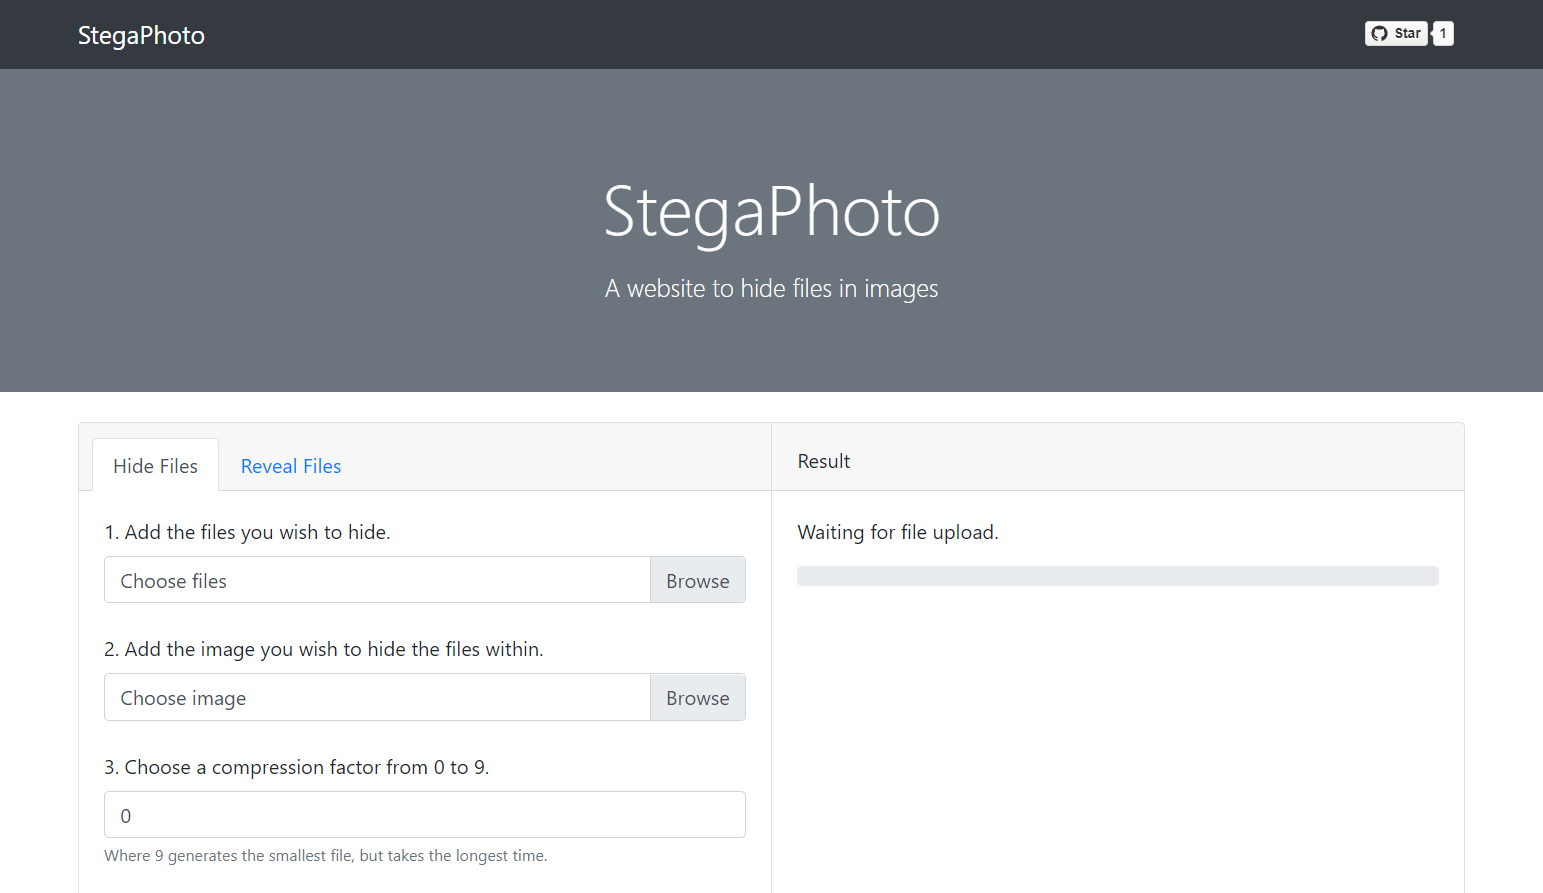 StegaPhoto
Star 1
StegaPhoto
A website to hide files in images
Hide Files
Reveal Files
1. Add the files you wish to hide.
Choose files
Browse
2. Add the image you wish to hide the files within.
Choose image
Browse
3. Choose a compression factor from 0 to 9.
0
Where 9 generates the smallest file, but takes the longest time.
Result
Waiting for file upload.